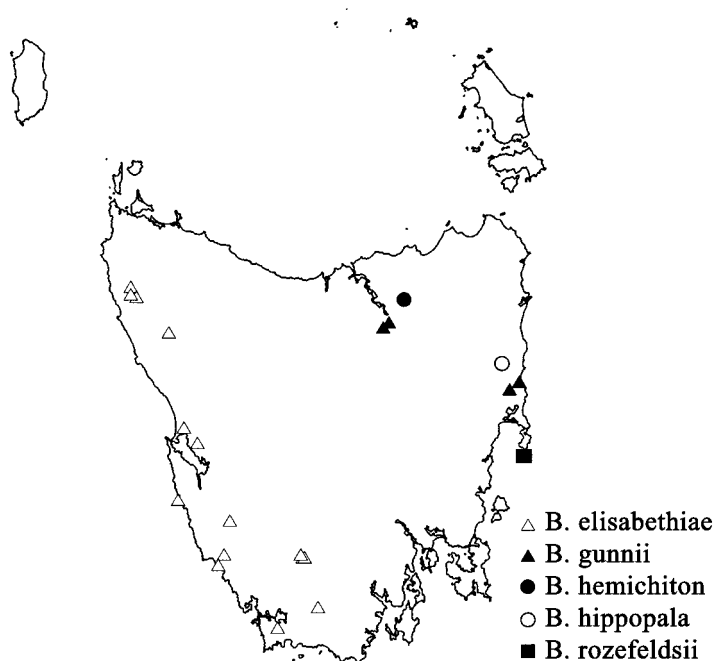 B. elisabethiae
B. gunnii
B. hemichiton
B. hippopala
B. rozefeldsii